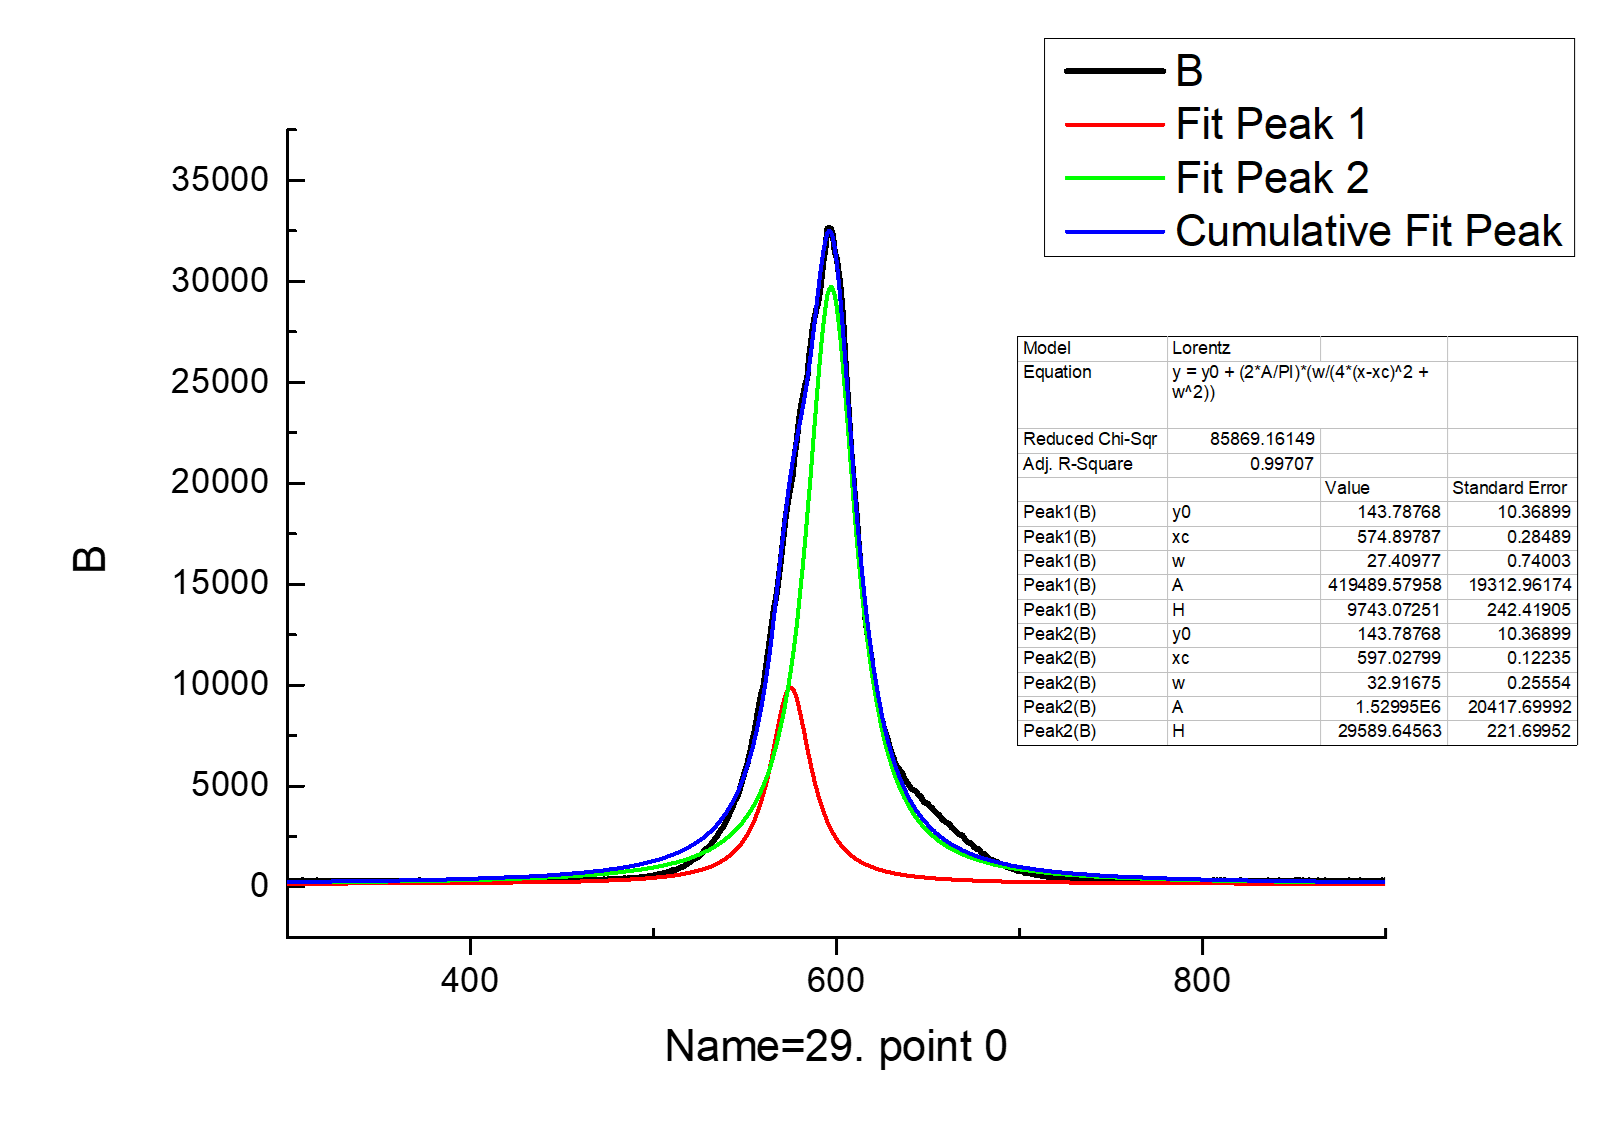 B
Fit Peak 1
Fit Peak 2
Cumulative Fit Peak
35000
30000
25000
20000
15000
10000
5000
0
B
400
600
800
Name=29. point 0
Model Lorentz
Equation y = y0 + (2*A/PI)*(w/(4*(x-xc)^2 +
w^2))
Reduced Chi-Sqr 85869.16149
Adj. R-Square 0.99707
Value Standard Error
Peak1(B) y0 143.78768 10.36899
Peak1(B) xc 574.89787 0.28489
Peak1(B) w 27.40977 0.74003
Peak1(B) A 419489.57958 19312.96174
Peak1(B) H 9743.07251 242.41905
Peak2(B) y0 143.78768 10.36899
Peak2(B) xc 597.02799 0.12235
Peak2(B) w 32.91675 0.25554
Peak2(B) A 1.52995E6 20417.69992
Peak2(B) H 29589.64563 221.69952